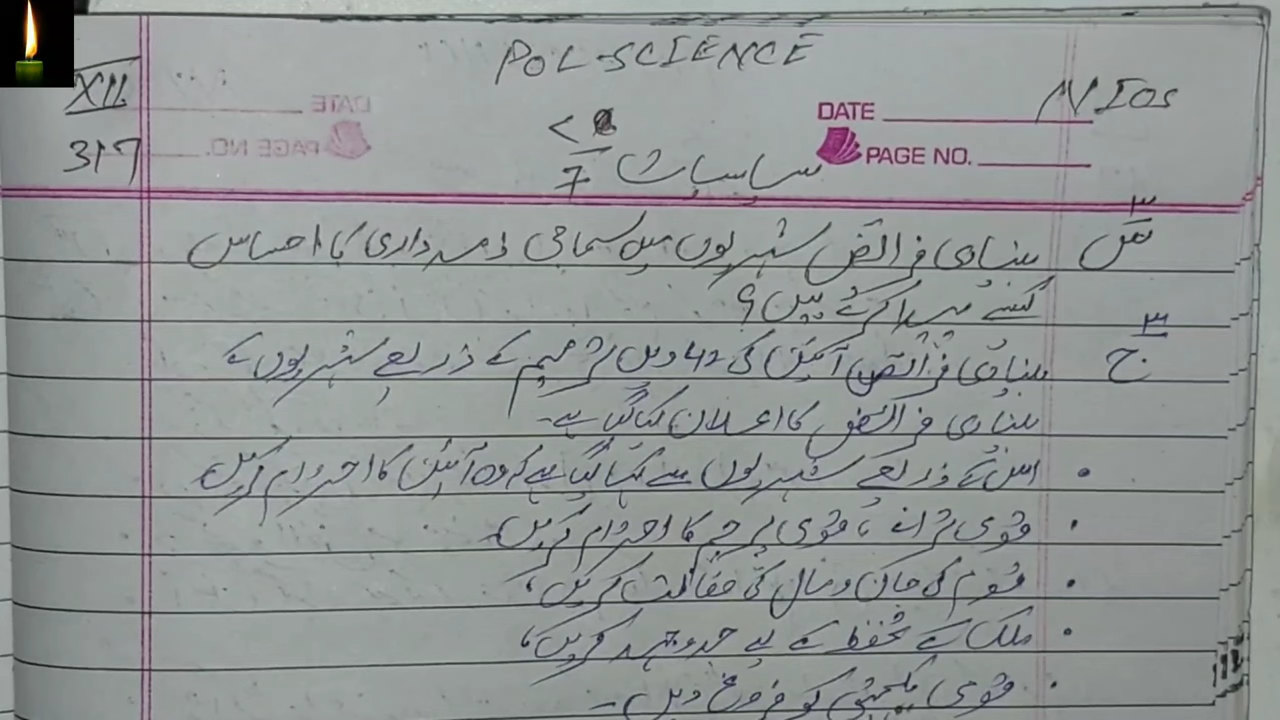 POL-SCIENCE
XII
NIOS
DATE
317
PAGE NO.
سیاسیات
7
س ۳ بنیادی فرائض شہریوں میں سماجی ذمہ داری کا احساس
کیسے پیدا کرتے ہیں؟
ج ۳ بنیادی فرائض آئین کی 42 ویں ترمیم کے ذریعے شہریوں کے
بنیادی فرائض کا اعلان کیا گیا ہے۔
• اس کے ذریعے شہریوں سے کہا گیا ہے کہ وہ آئین کا احترام کریں
• قومی ترانے، قومی پرچم کا احترام کریں
• قوم کی جان و مال کی حفاظت کریں،
• ملک کے تحفظ کے لیے جدوجہد کریں،
• قومی یکجہتی کو فروغ دیں۔